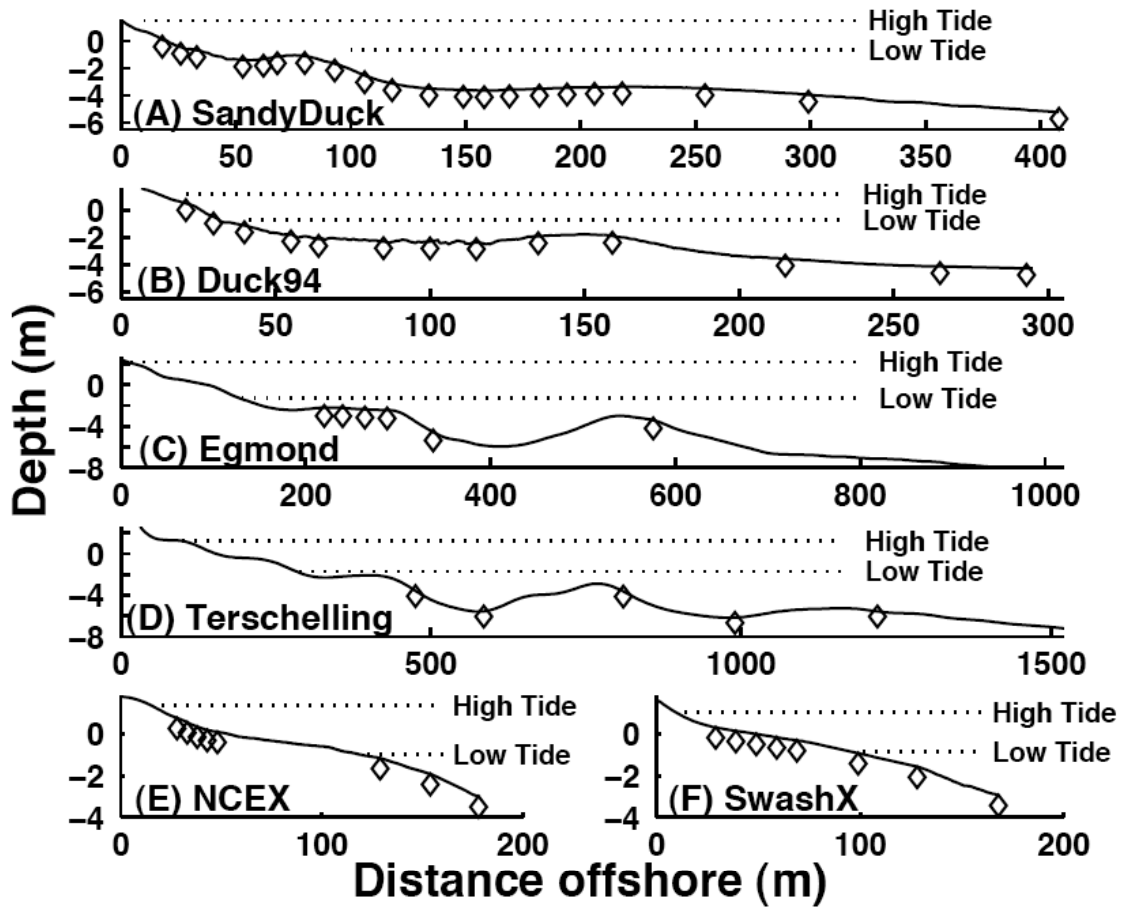 High Tide
0
Low Tide
−2
−4
(A) SandyDuck
−6
0 50 100 150 200 250 300 350 400
High Tide
0
Low Tide
−2
−4
(B) Duck94
−6
0 50 100 150 200 250 300
High Tide
0
Low Tide
−4
(C) Egmond
−8
0 200 400 600 800 1000
High Tide
0
Low Tide
−4
(D) Terschelling
−8
0 500 1000 1500
High Tide
0
Low Tide
−2
(E) NCEX
−4
0 100 200
High Tide
0
Low Tide
−2
(F) SwashX
−4
0 100 200
Depth (m)
Distance offshore (m)